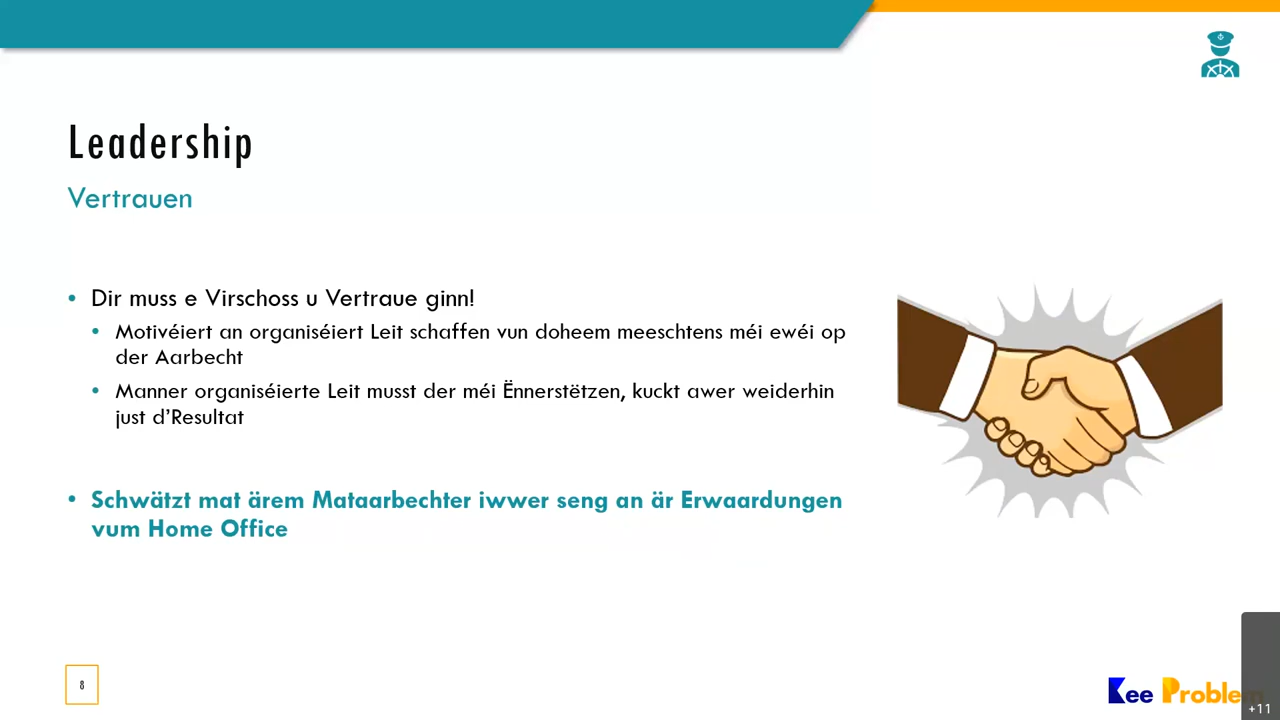 Leadership
Vertrauen
• Dir muss e Virschoss u Vertraue ginn!
• Motivéiert an organiséiert Leit schaffen vun doheem meeschtens méi ewéi op
der Aarbecht
• Manner organiséierte Leit musst der méi Ënnerstëtzen, kuckt awer weiderhin
just d’Resultat
• Schwätzt mat ärem Mataarbechter iwwer seng an är Erwaardungen
vum Home Office
8
Kee Problem
+11